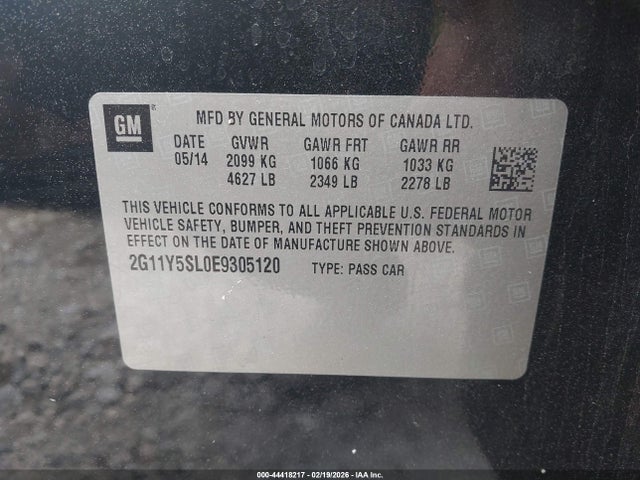 GM
MFD BY GENERAL MOTORS OF CANADA LTD.
DATE GVWR GAWR FRT GAWR RR
05/14 2099 KG 1066 KG 1033 KG
4627 LB 2349 LB 2278 LB
THIS VEHICLE CONFORMS TO ALL APPLICABLE U.S. FEDERAL MOTOR
VEHICLE SAFETY, BUMPER, AND THEFT PREVENTION STANDARDS IN
EFFECT ON THE DATE OF MANUFACTURE SHOWN ABOVE.
2G11Y5SL0E9305120 TYPE: PASS CAR
000-44418217 - 02/19/2026 - IAA Inc.